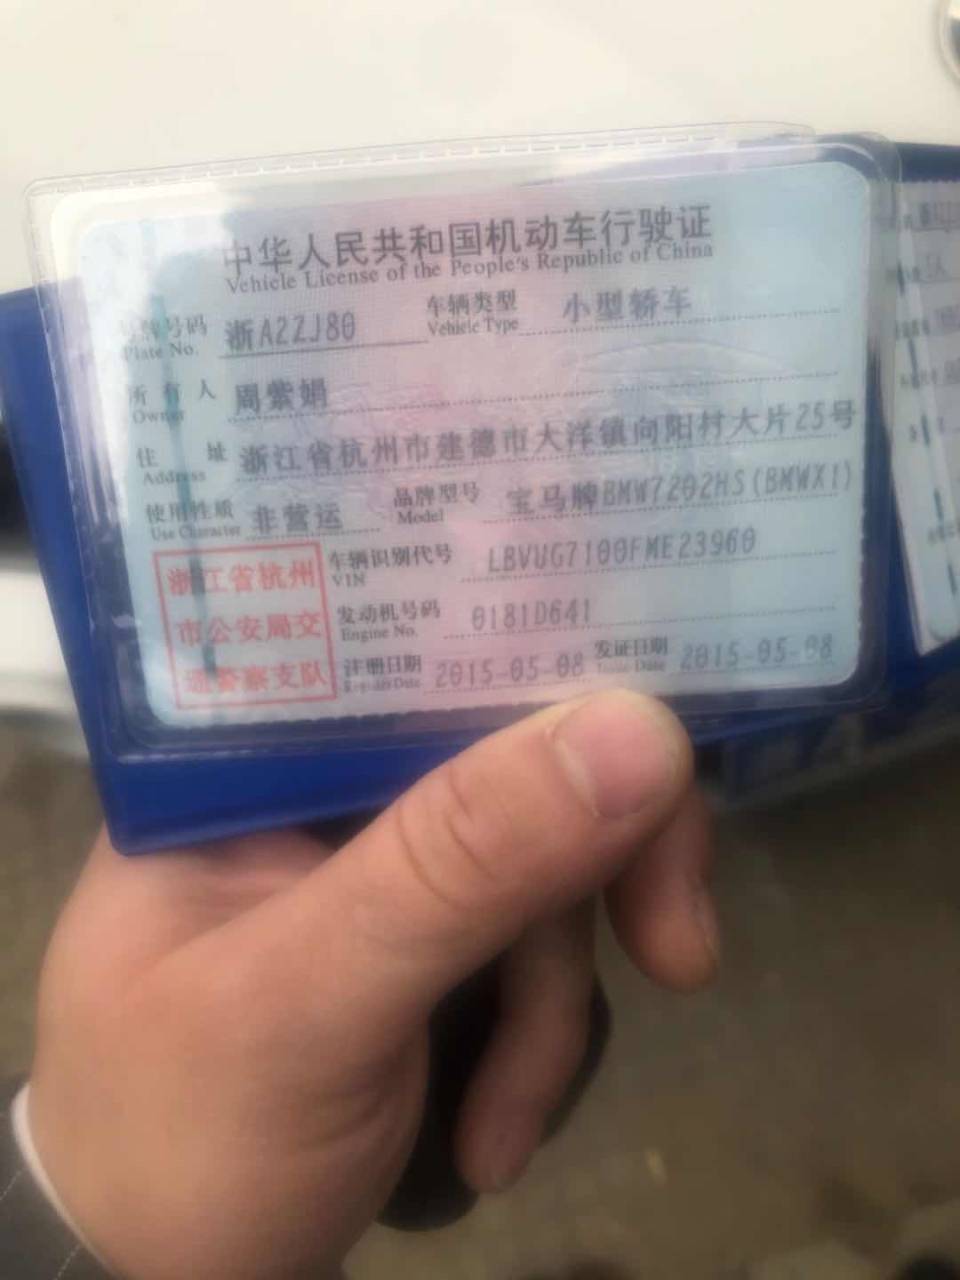 中华人民共和国机动车行驶证
Vehicle License of the People's Republic of China
号牌号码 浙A2ZJ80 车辆类型 小型轿车
Plate No. Vehicle Type
所有人 周紫娟
Owner
住址 浙江省杭州市建德市大洋镇向阳村大片25号
Address
使用性质 非营运 品牌型号 宝马牌BMW7202HS(BMWX1)
Use Character Model
浙江省杭州
市公安局交
通警察支队
车辆识别代号 LBVUG7100FME23960
VIN
发动机号码 0181D641
Engine No.
注册日期 2015-05-08 发证日期 2015-05-08
Register Date Issue Date